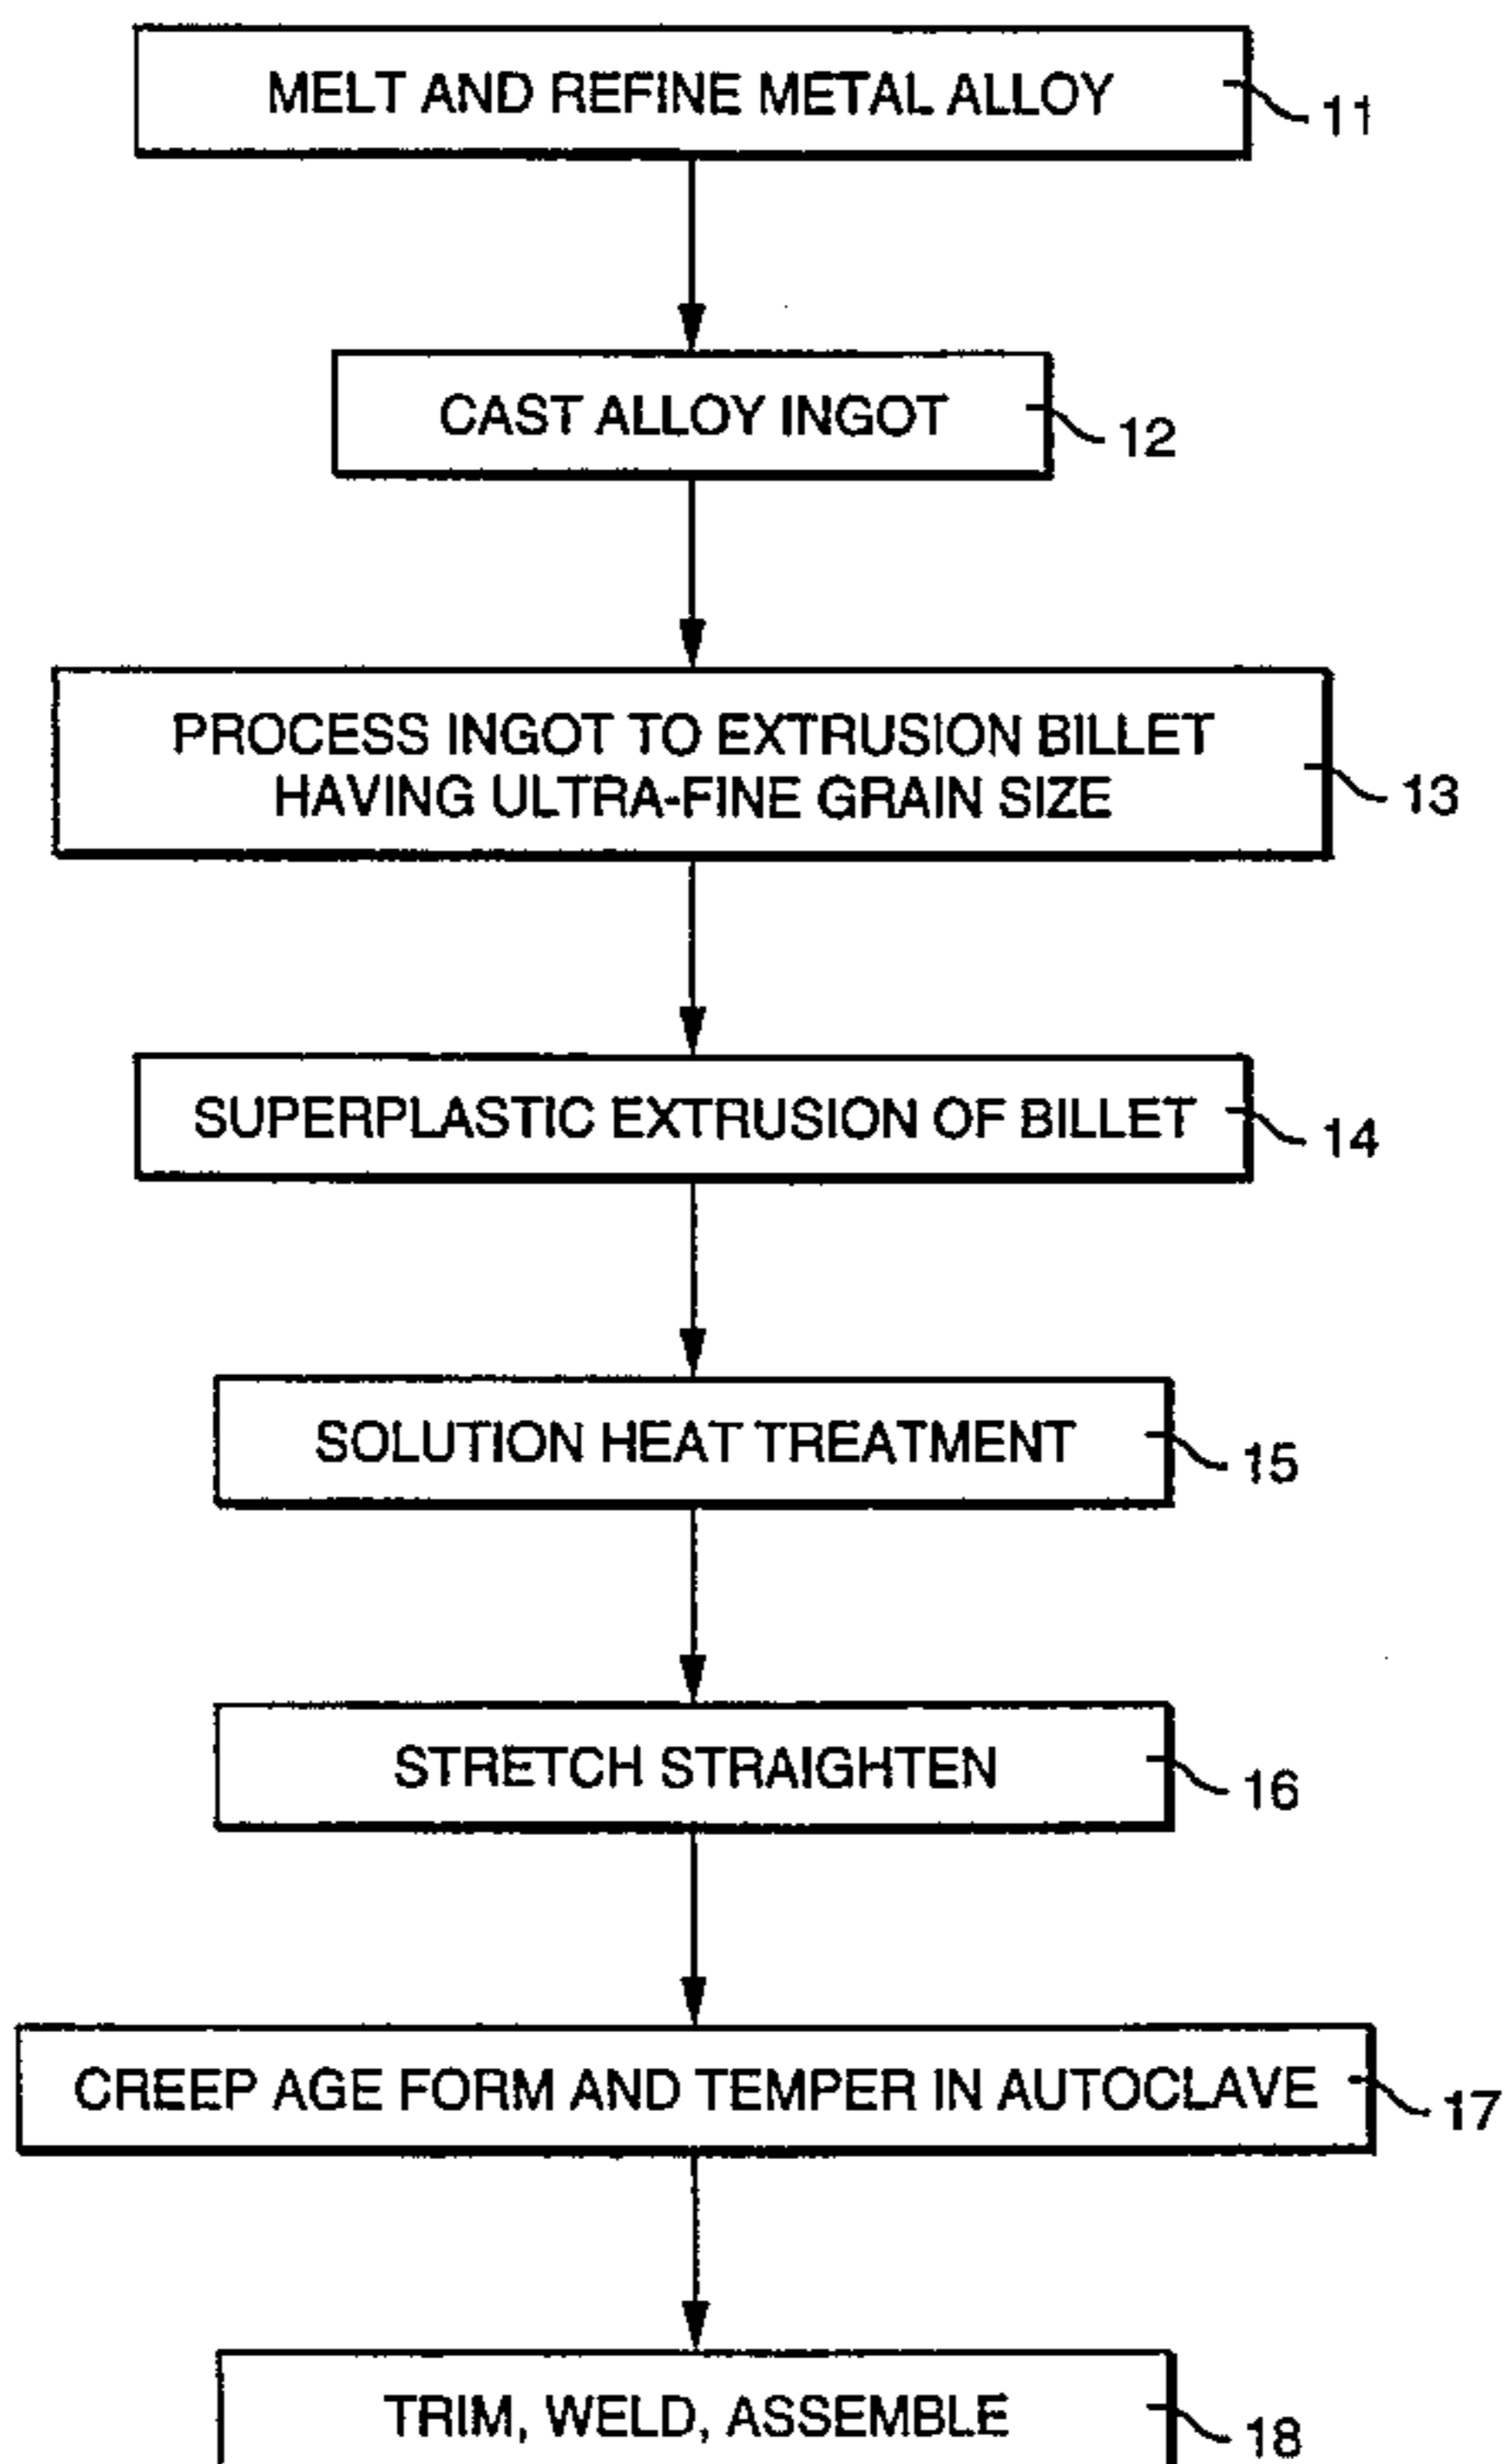 MELT AND REFINE METAL ALLOY
11
CAST ALLOY INGOT
12
PROCESS INGOT TO EXTRUSION BILLET
HAVING ULTRA-FINE GRAIN SIZE
13
SUPERPLASTIC EXTRUSION OF BILLET
14
SOLUTION HEAT TREATMENT
15
STRETCH STRAIGHTEN
16
CREEP AGE FORM AND TEMPER IN AUTOCLAVE
17
TRIM, WELD, ASSEMBLE
18